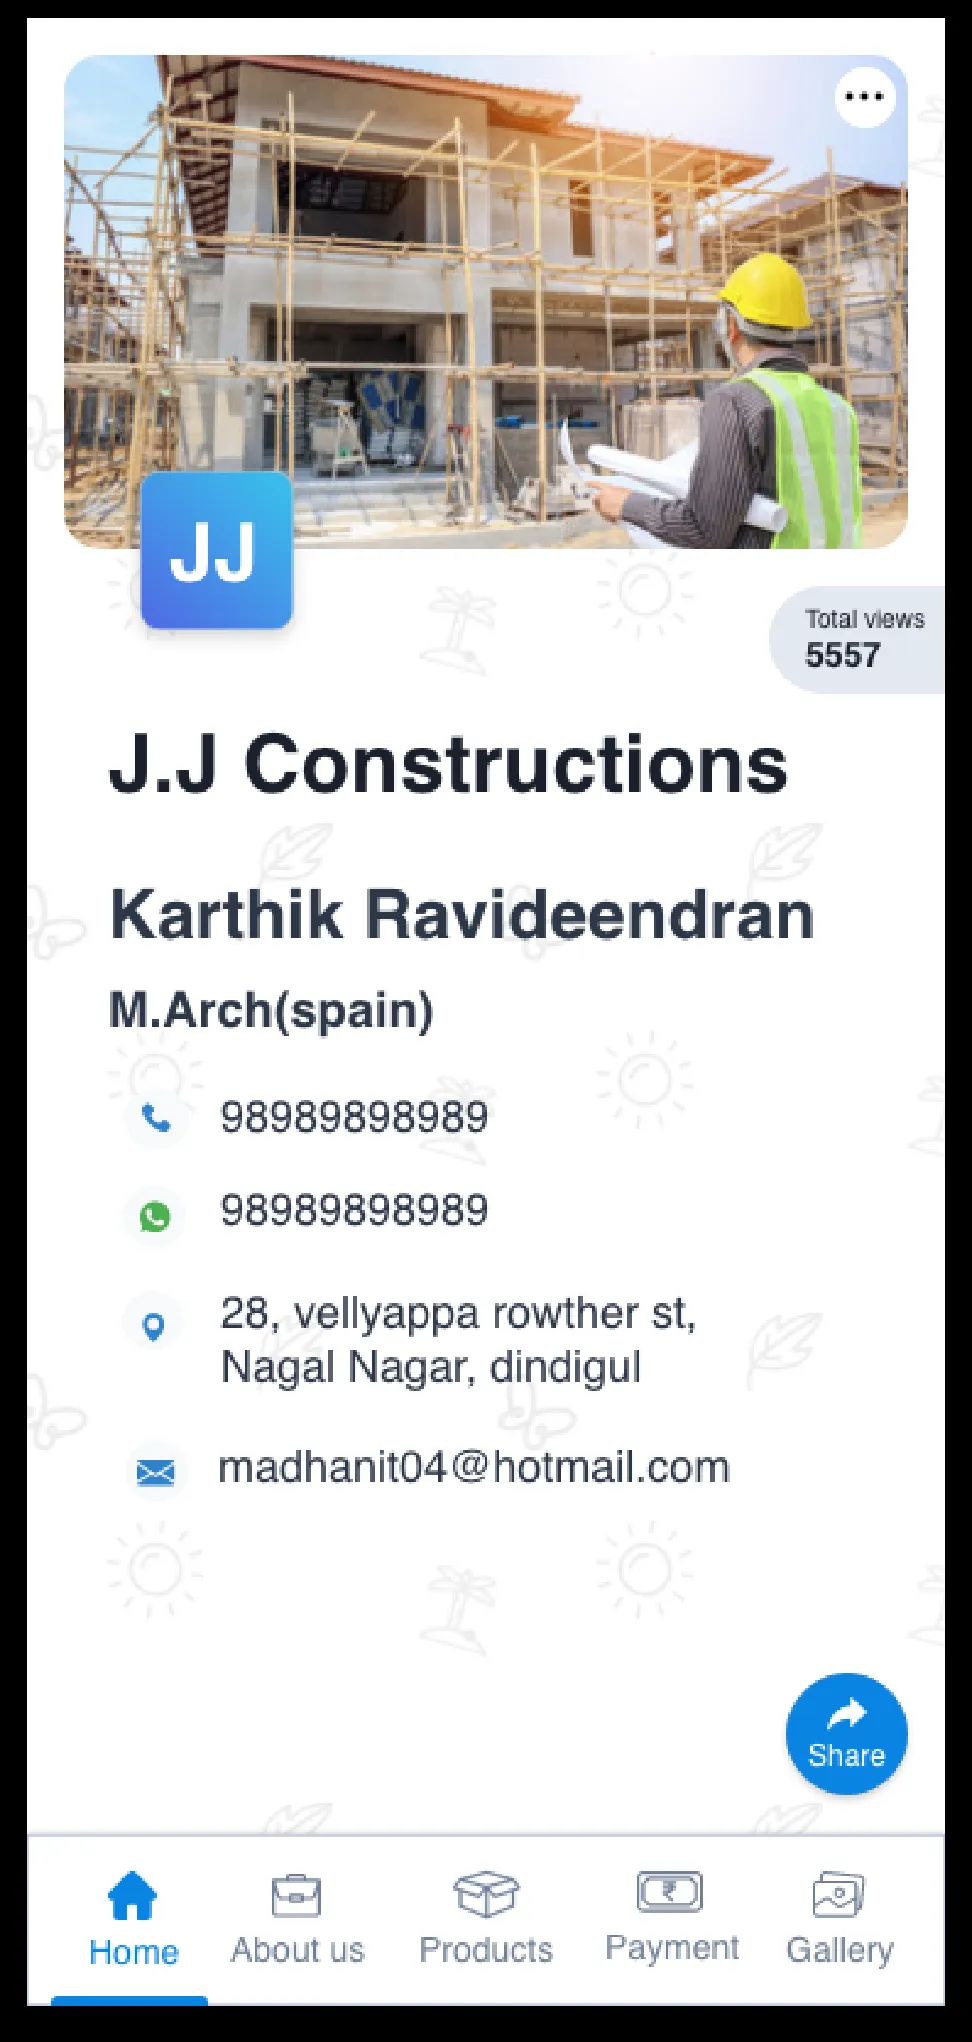 JJ
Total views
5557
J.J Constructions
Karthik Ravideendran
M.Arch(spain)
98989898989
98989898989
28, vellyappa rowther st,
Nagal Nagar, dindigul
madhanit04@hotmail.com
Share
Home About us Products Payment Gallery